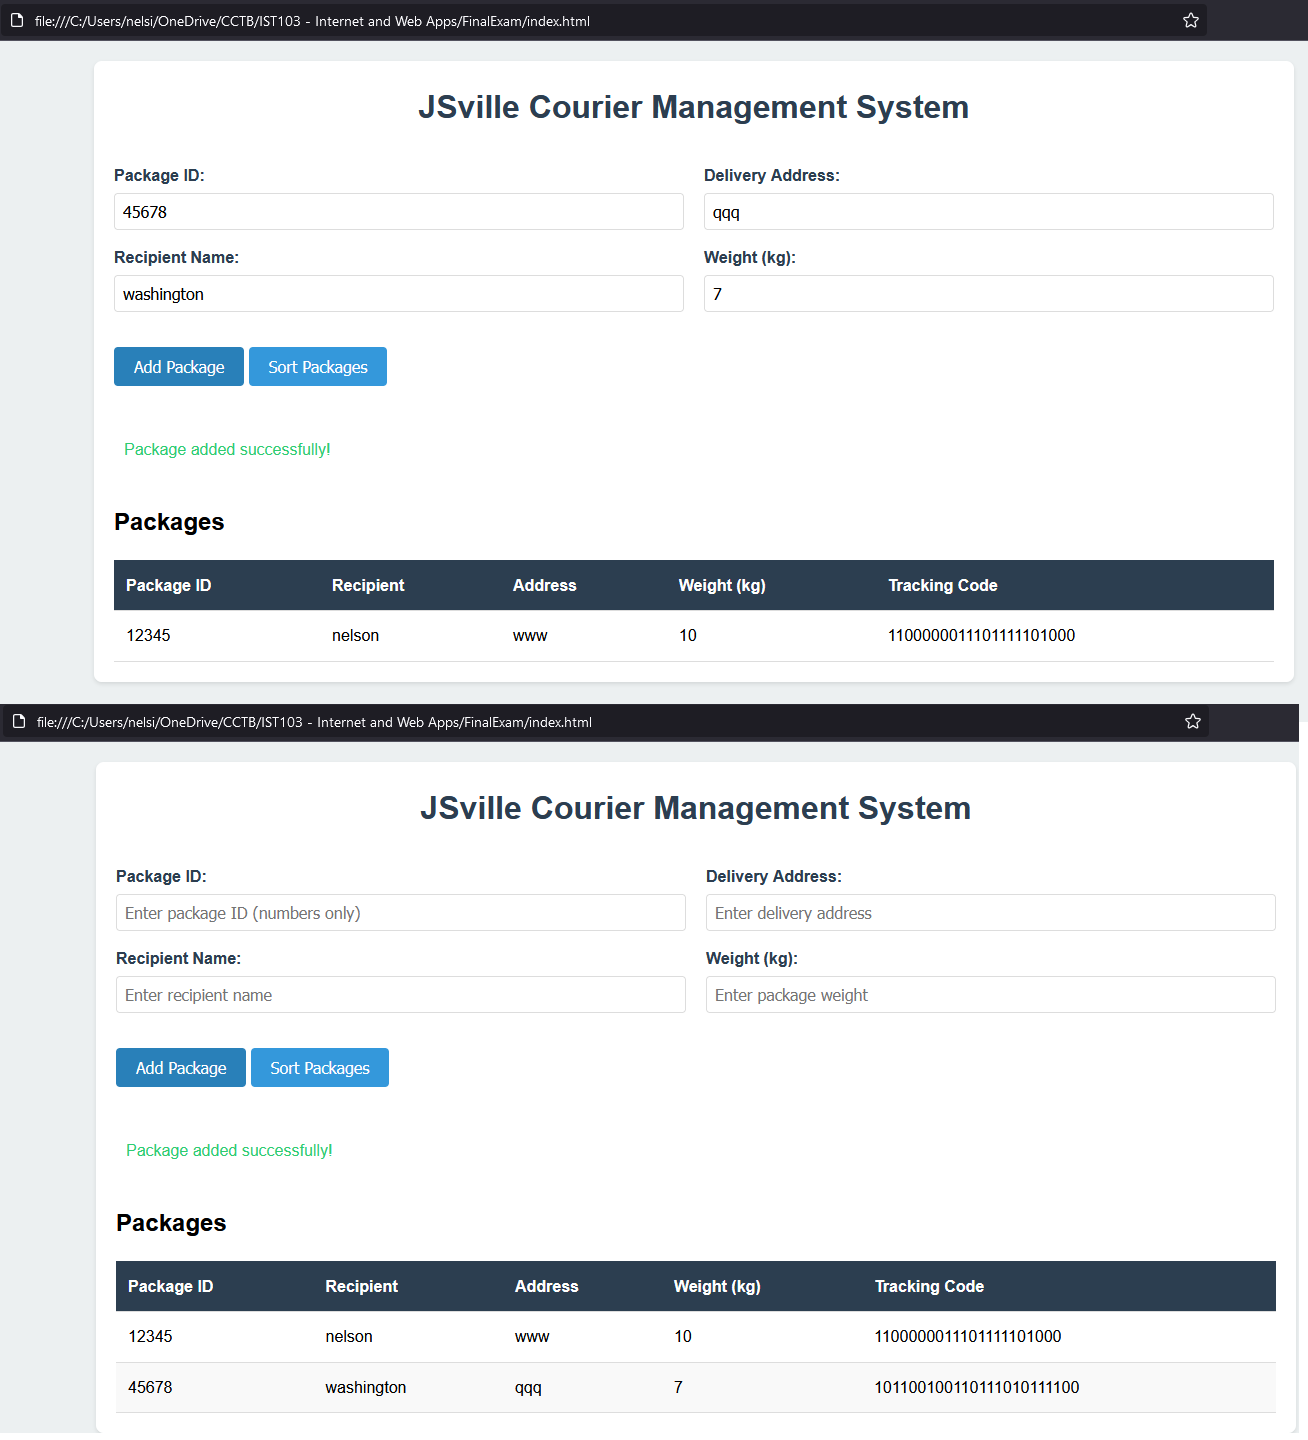 file:///C:/Users/nelsi/OneDrive/CCTB/IST103 - Internet and Web Apps/FinalExam/index.html
JSville Courier Management System
Package ID: Delivery Address:
45678 qqq
Recipient Name: Weight (kg):
washington 7
Add Package Sort Packages
Package added successfully!
Packages
Package ID Recipient Address Weight (kg) Tracking Code
12345 nelson www 10 1100000011101111101000
file:///C:/Users/nelsi/OneDrive/CCTB/IST103 - Internet and Web Apps/FinalExam/index.html
JSville Courier Management System
Package ID: Delivery Address:
Enter package ID (numbers only) Enter delivery address
Recipient Name: Weight (kg):
Enter recipient name Enter package weight
Add Package Sort Packages
Package added successfully!
Packages
Package ID Recipient Address Weight (kg) Tracking Code
12345 nelson www 10 1100000011101111101000
45678 washington qqq 7 101100100110111010111100